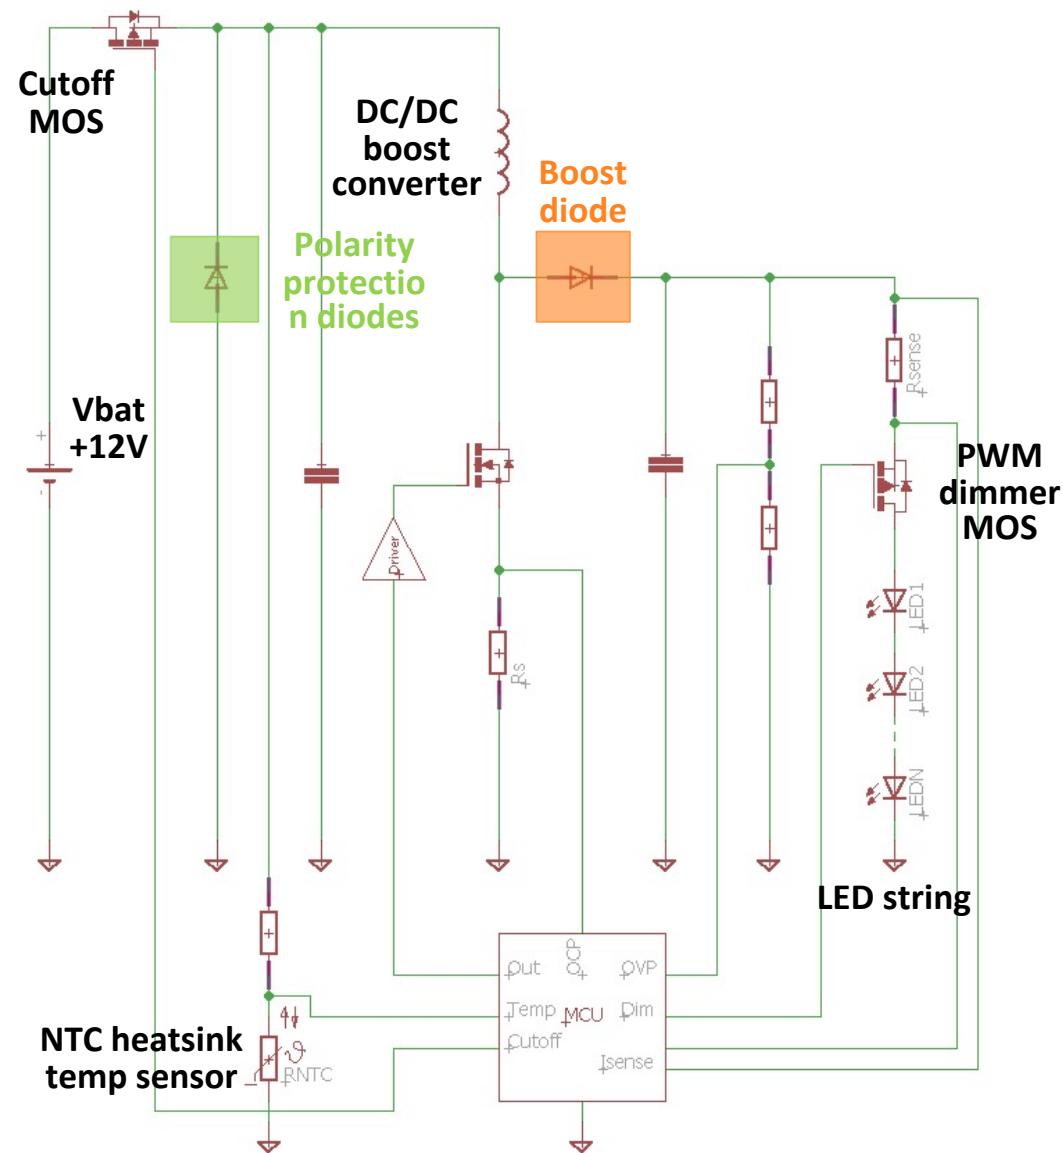 Cutoff
MOS
DC/DC
boost
converter
Boost
diode
Polarity
protectio
n diodes
Vbat
+12V
Rsense
PWM
dimmer
MOS
Driver
Rs
LED1
LED2
LEDN
LED string
Out
OCP
OVP
Temp
MCU
Dim
Cutoff
Isense
NTC heatsink
temp sensor
RNTC